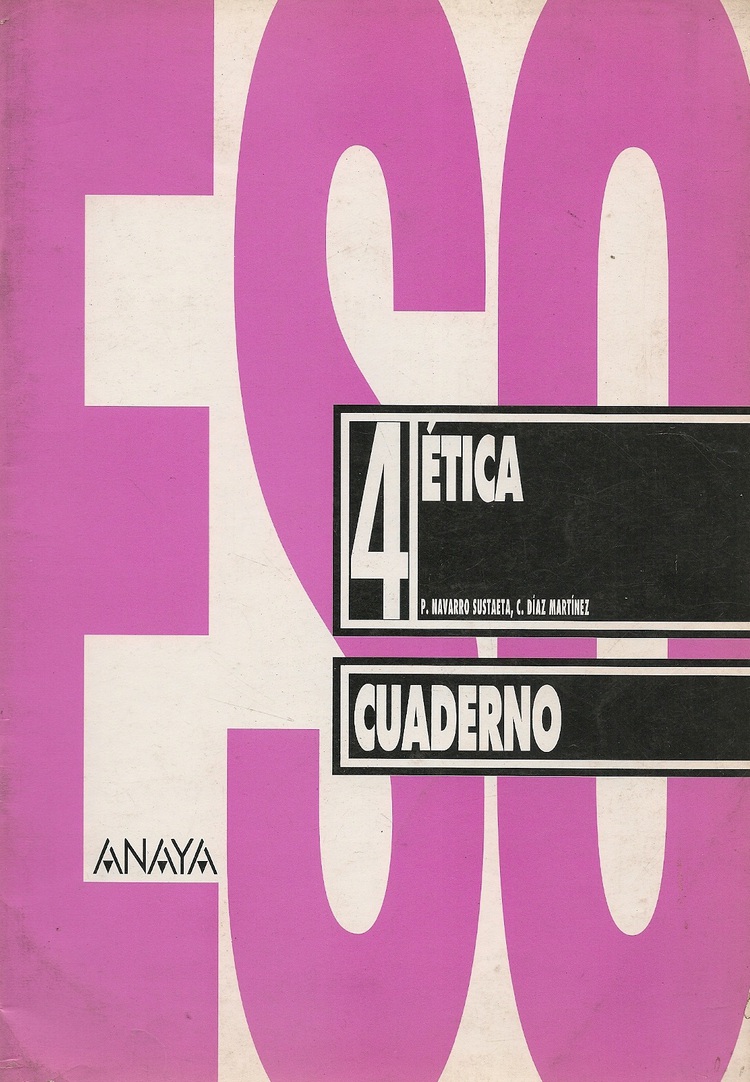 ESO
4
ÉTICA
P. NAVARRO SUSTAETA, C. DÍAZ MARTÍNEZ
CUADERNO
ANAYA